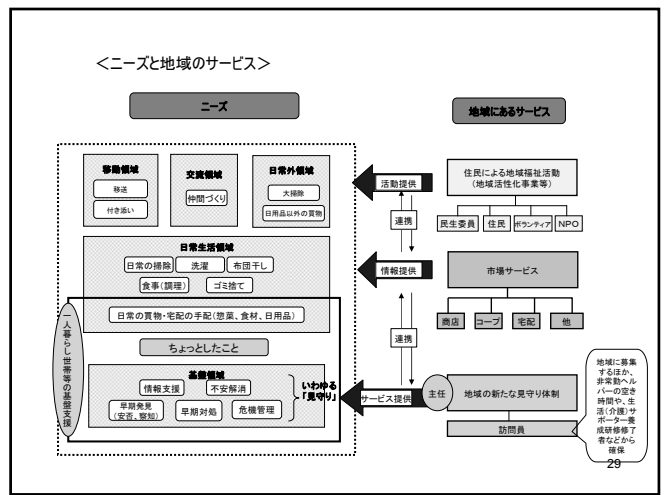 ＜ニーズと地域のサービス＞
ニーズ
地域にあるサービス
移動領域
移送
付き添い
交流領域
仲間づくり
日常外領域
大掃除
日用品以外の買物
日常生活領域
日常の掃除
洗濯
布団干し
食事（調理）
ゴミ捨て
日常の買物・宅配の手配（惣菜、食材、日用品）
ちょっとしたこと
基盤領域
情報支援
不安解消
早期発見
（安否、察知）
早期対処
危機管理
いわゆる
「見守り」
一人暮らし世帯等の基盤支援
活動提供
連携
情報提供
連携
サービス提供
住民による地域福祉活動
（地域活性化事業等）
民生委員
住民
ボランティア
NPO
市場サービス
商店
コープ
宅配
他
主任
地域の新たな見守り体制
訪問員
地域に募集
するほか、
非常勤ヘル
パーの空き
時間や、生
活（介護）サ
ポーター養
成研修修了
者などから
確保
29